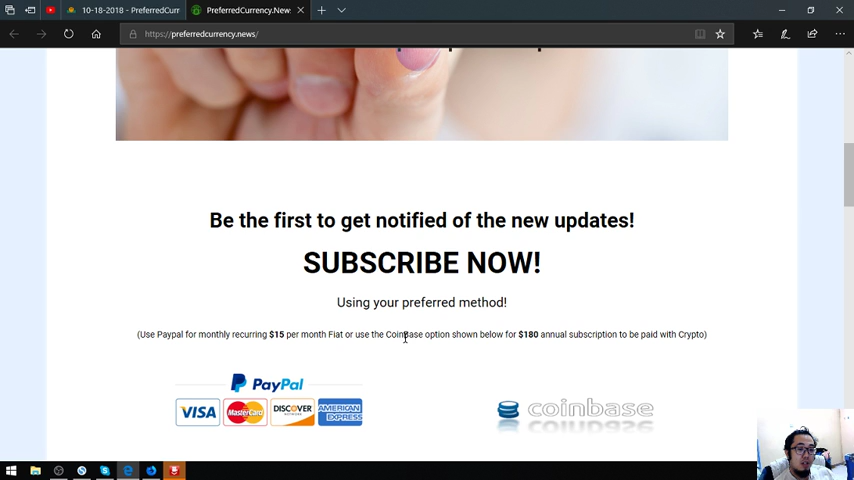 10-18-2018 - PreferredCurr
PreferredCurrency.New
https://preferredcurrency.news/
Be the first to get notified of the new updates!
SUBSCRIBE NOW!
Using your preferred method!
(Use Paypal for monthly recurring $15 per month Fiat or use the CoinBase option shown below for $180 annual subscription to be paid with Crypto)
PayPal
VISA MasterCard DISCOVER AMERICAN EXPRESS
coinbase